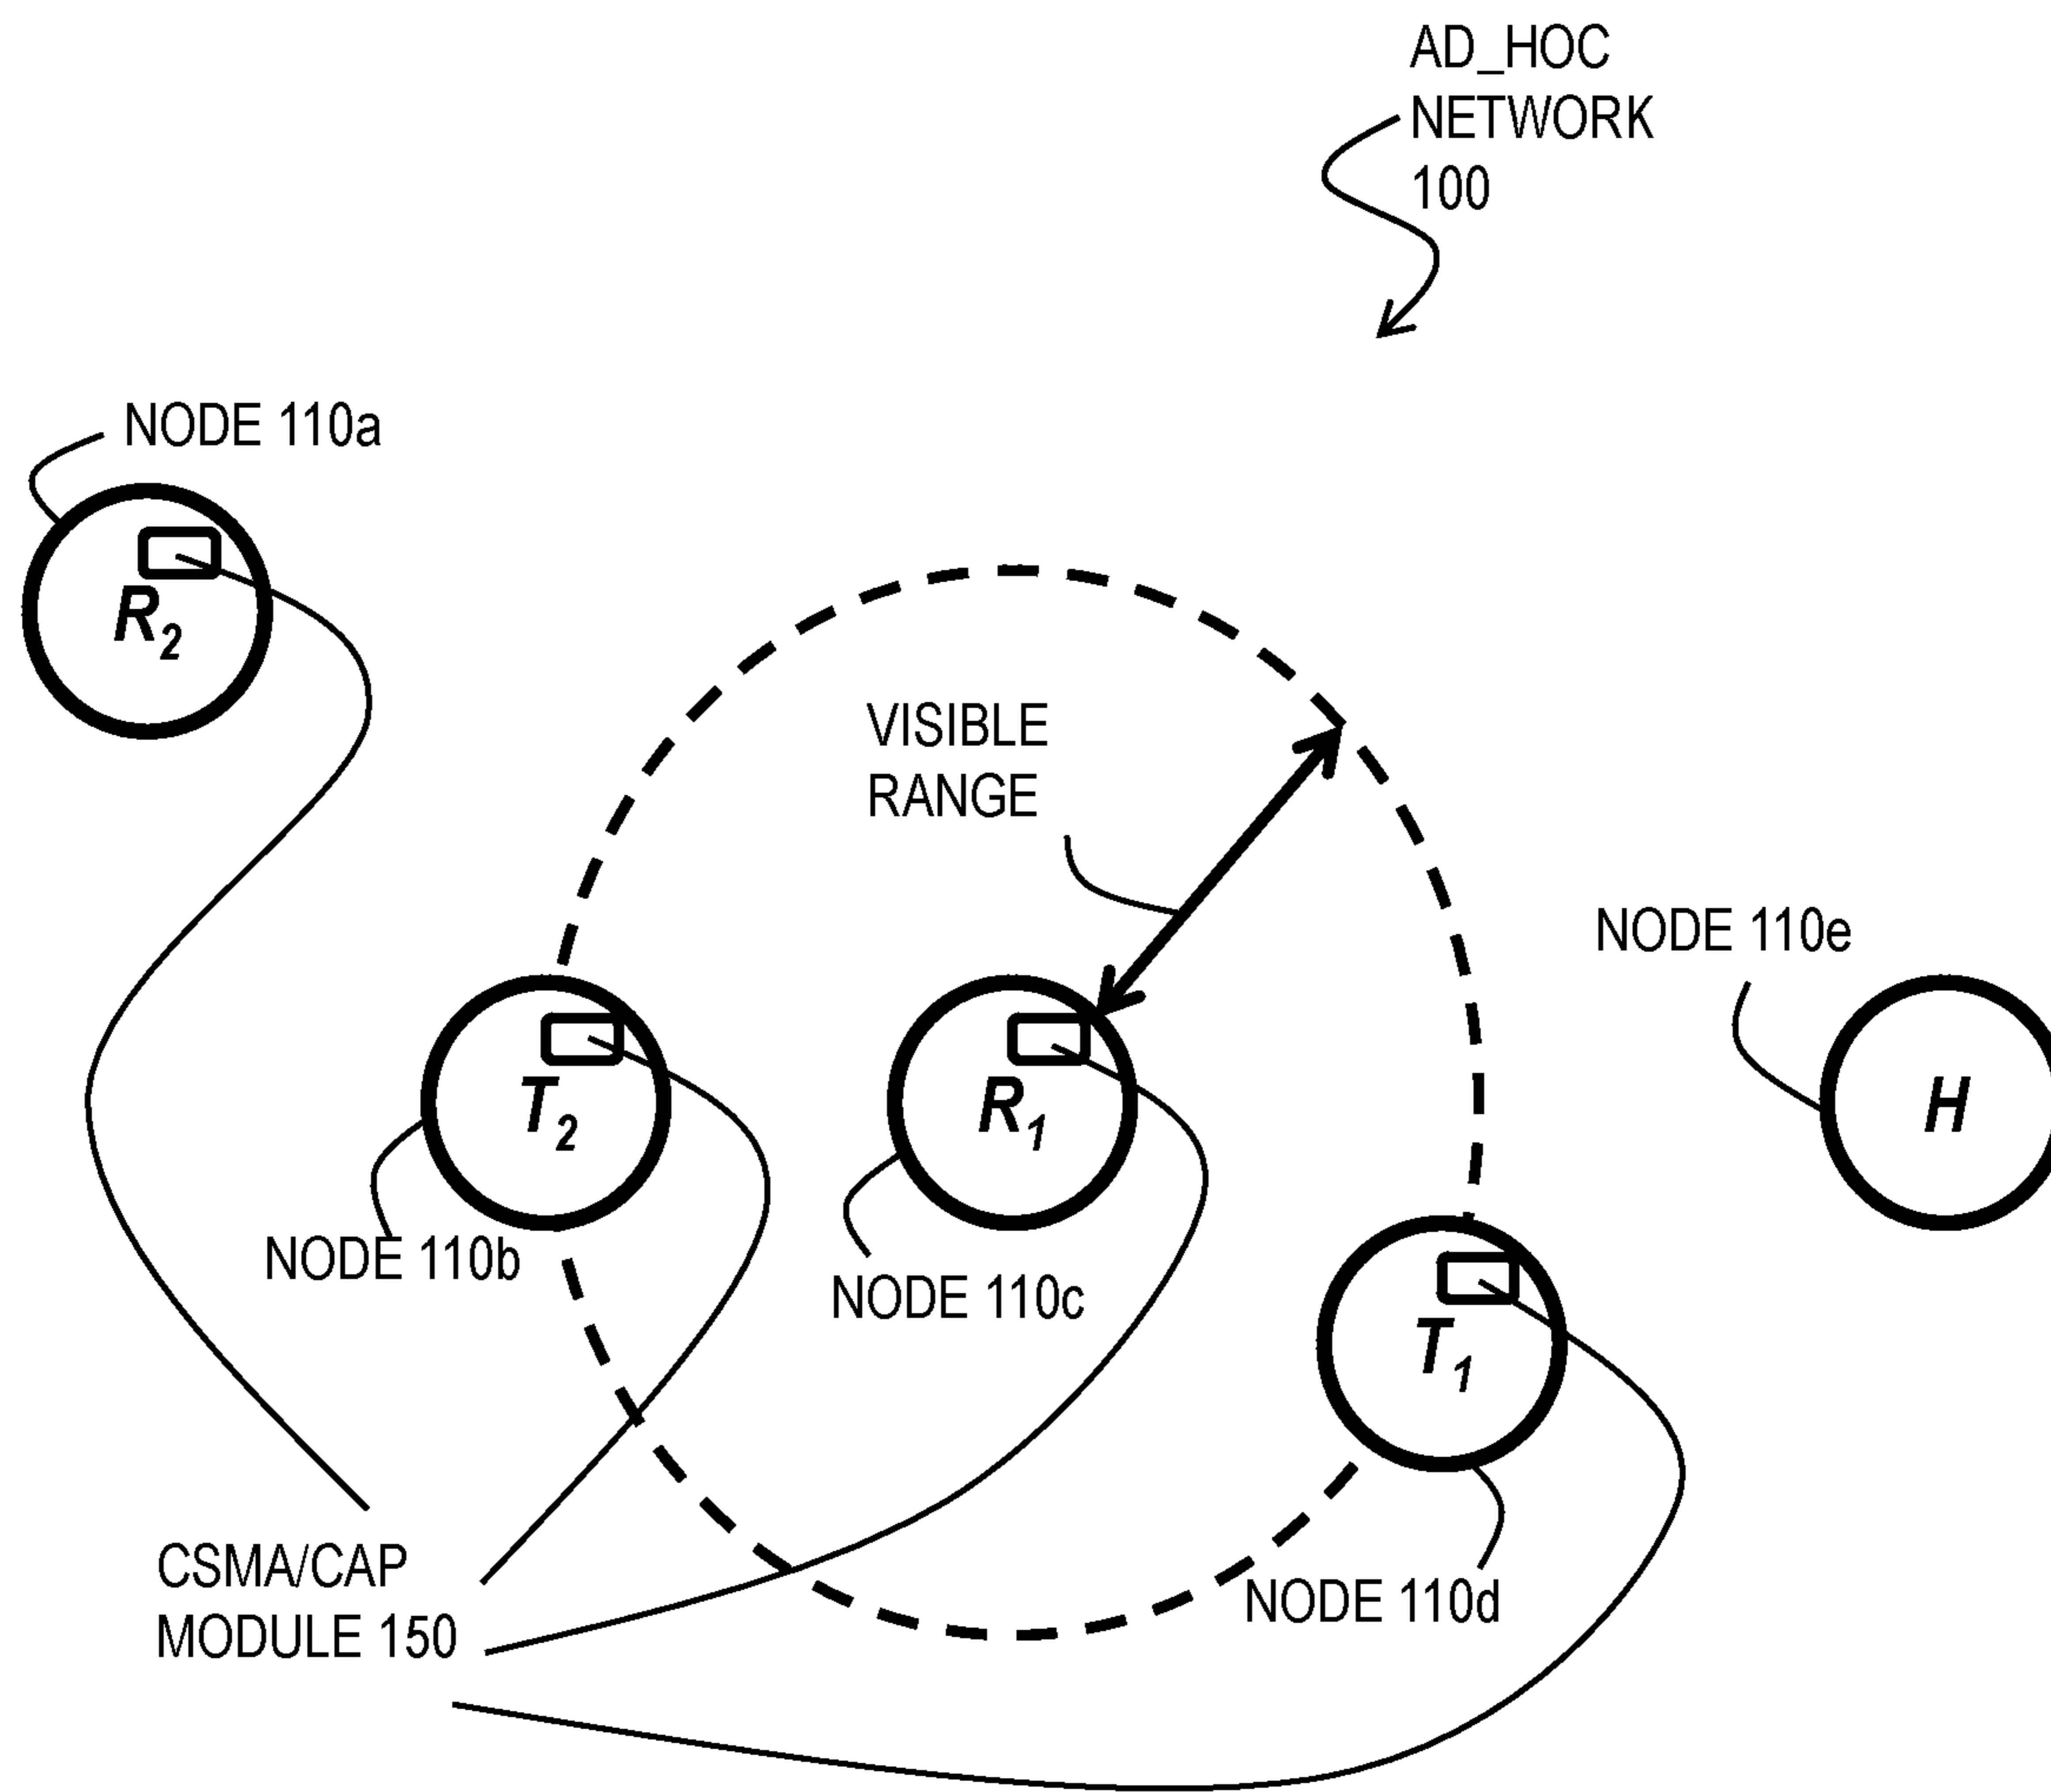 AD_HOC
NETWORK
100
NODE 110a
R2
VISIBLE
RANGE
NODE 110e
T2
R1
H
NODE 110b
NODE 110c
T1
CSMA/CAP
MODULE 150
NODE 110d